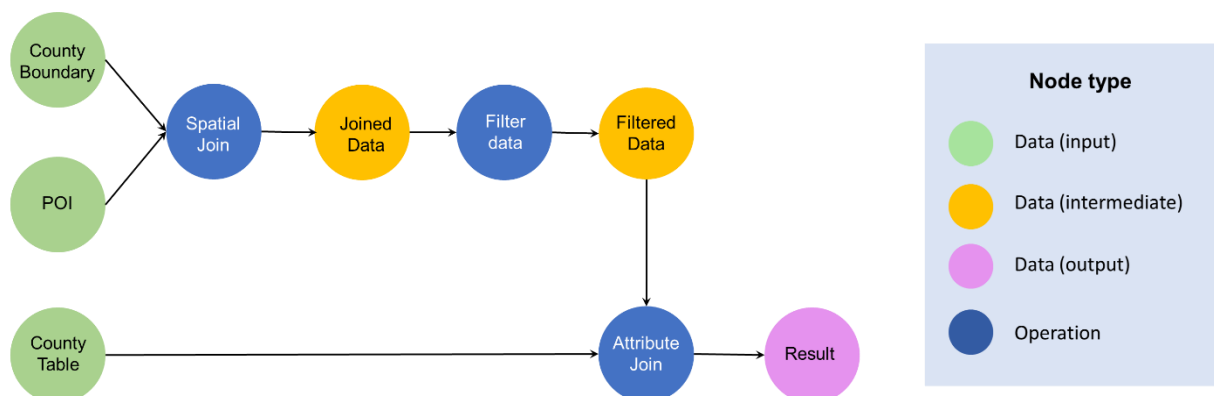 County
Boundary
POI
County
Table
Spatial
Join
Joined
Data
Filter
data
Filtered
Data
Attribute
Join
Result
Node type
Data (input)
Data (intermediate)
Data (output)
Operation